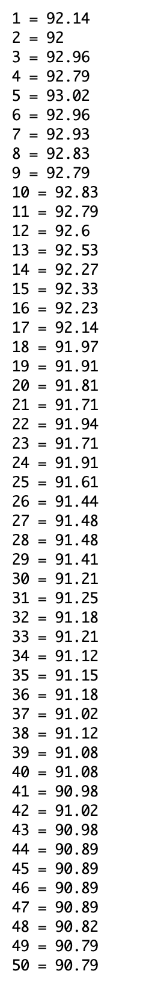 1 = 92.14
2 = 92
3 = 92.96
4 = 92.79
5 = 93.02
6 = 92.96
7 = 92.93
8 = 92.83
9 = 92.79
10 = 92.83
11 = 92.79
12 = 92.6
13 = 92.53
14 = 92.27
15 = 92.33
16 = 92.23
17 = 92.14
18 = 91.97
19 = 91.91
20 = 91.81
21 = 91.71
22 = 91.94
23 = 91.71
24 = 91.91
25 = 91.61
26 = 91.44
27 = 91.48
28 = 91.48
29 = 91.41
30 = 91.21
31 = 91.25
32 = 91.18
33 = 91.21
34 = 91.12
35 = 91.15
36 = 91.18
37 = 91.02
38 = 91.12
39 = 91.08
40 = 91.08
41 = 90.98
42 = 91.02
43 = 90.98
44 = 90.89
45 = 90.89
46 = 90.89
47 = 90.89
48 = 90.82
49 = 90.79
50 = 90.79